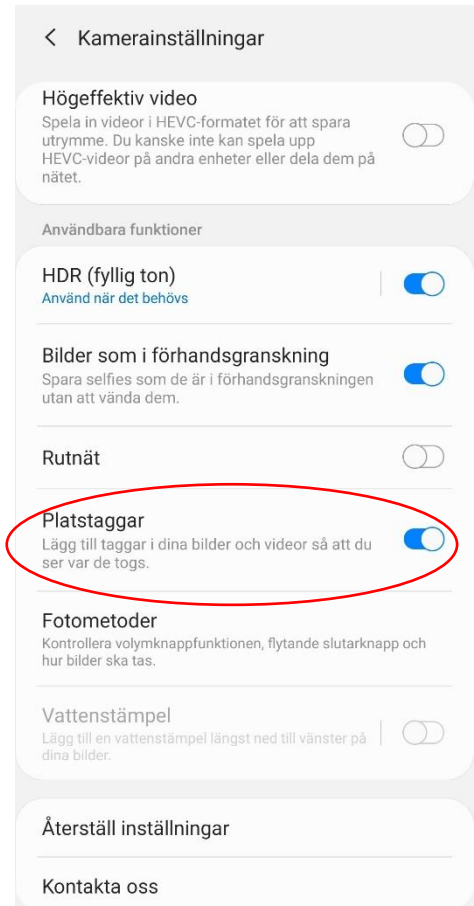 Kamerainställningar
Högeffektiv video
Spela in videor i HEVC-formatet för att spara
utrymme. Du kanske inte kan spela upp
HEVC-videor på andra enheter eller dela dem på
nätet.
Användbara funktioner
HDR (fyllig ton)
Använd när det behövs
Bilder som i förhandsgranskning
Spara selfies som de är i förhandsgranskningen
utan att vända dem.
Rutnät
Platstaggar
Lägg till taggar i dina bilder och videor så att du
ser var de togs.
Fotometoder
Kontrollera volymknappfunktionen, flytande slutarknapp och
hur bilder ska tas.
Vattenstämpel
Lägg till en vattenstämpel längst ned till vänster på
dina bilder.
Återställ inställningar
Kontakta oss